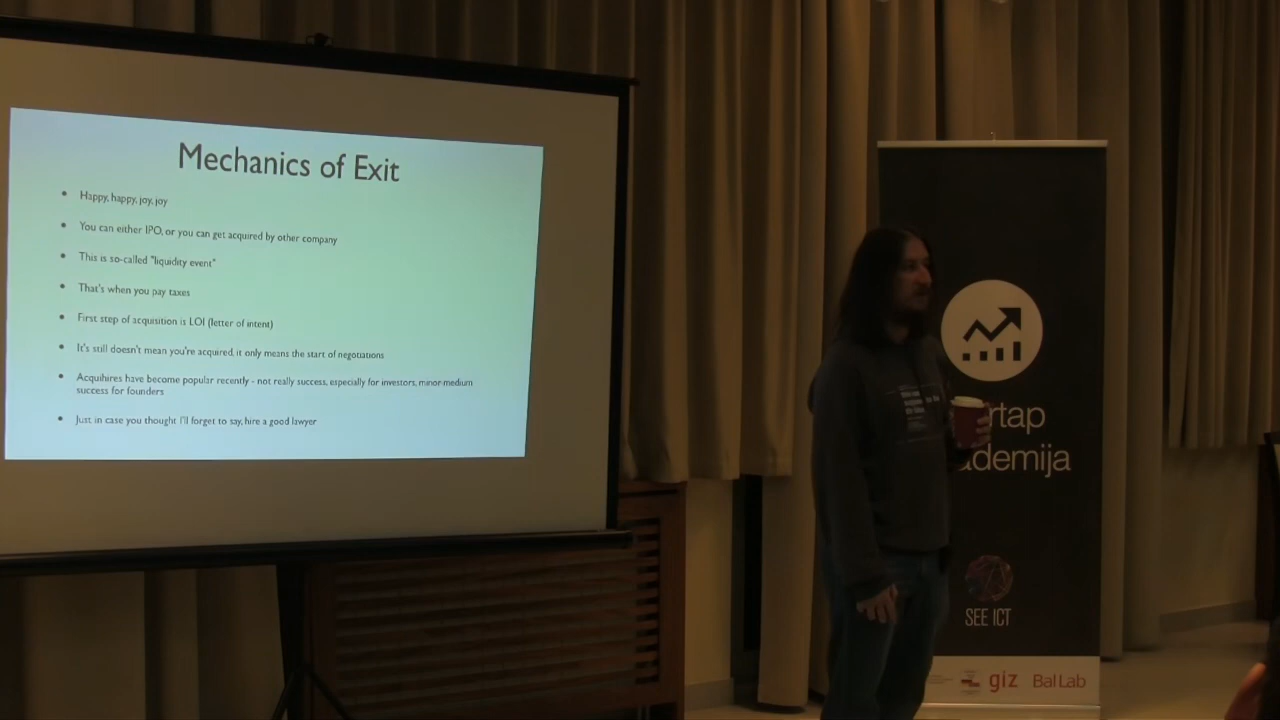 Mechanics of Exit
Happy, happy, joy, joy
You can either IPO, or you can get acquired by other company
This is so-called "liquidity event"
That's when you pay taxes
First step of acquisition is LOI (letter of intent)
It's still doesn't mean you're acquired, it only means the start of negotiations
Acquihires have become popular recently - not really success, especially for investors, minor-medium
success for founders
Just in case you thought I'll forget to say, hire a good lawyer
rtap
demija
SEE ICT
giz Bal Lab